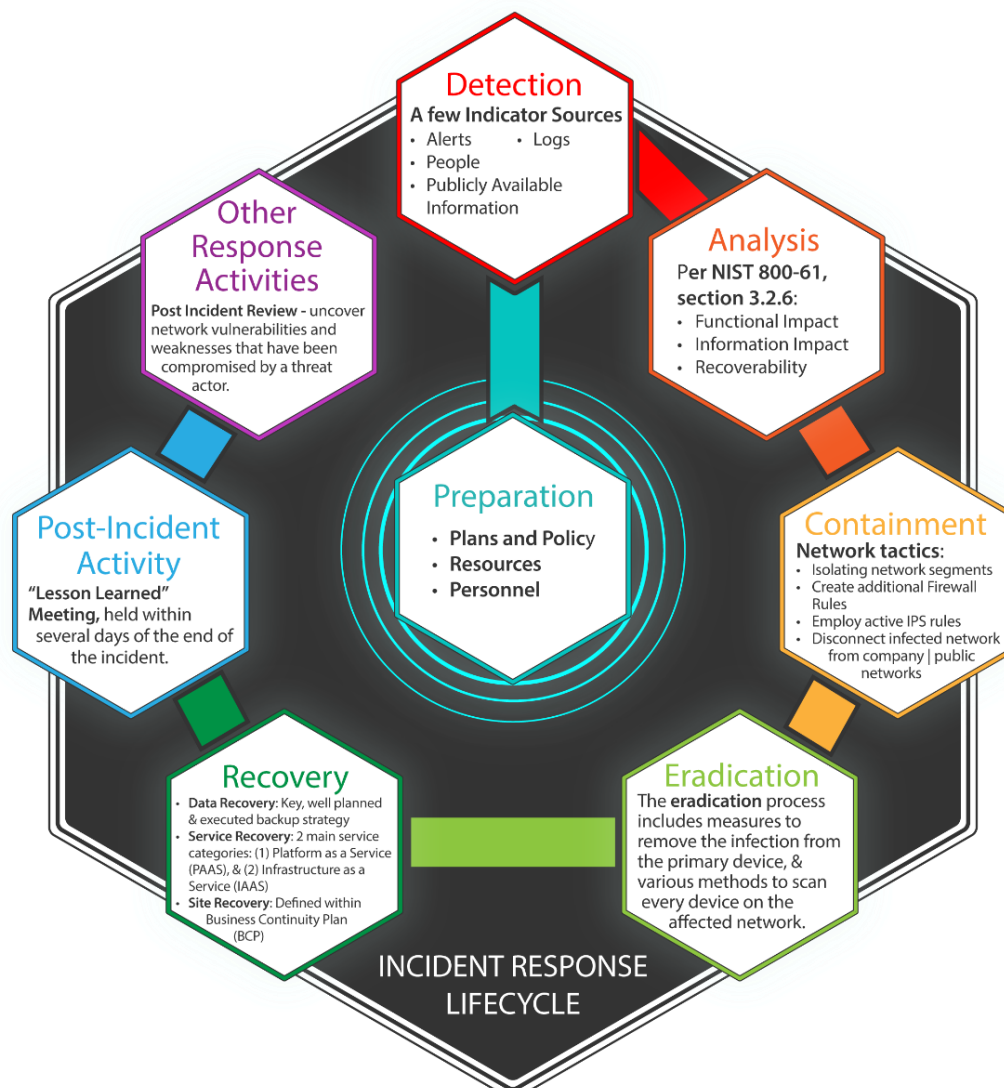 Detection
A few Indicator Sources
• Alerts • Logs
• People
• Publicly Available
Information
Analysis
Per NIST 800-61,
section 3.2.6:
• Functional Impact
• Information Impact
• Recoverability
Containment
Network tactics:
• Isolating network segments
• Create additional Firewall
Rules
• Employ active IPS rules
• Disconnect infected network
from company | public
networks
Eradication
The eradication process
includes measures to
remove the infection from
the primary device, &
various methods to scan
every device on the
affected network.
Recovery
• Data Recovery: Key, well planned
& executed backup strategy
• Service Recovery: 2 main service
categories: (1) Platform as a Service
(PAAS), & (2) Infrastructure as a
Service (IAAS)
• Site Recovery: Defined within
Business Continuity Plan
(BCP)
Post-Incident
Activity
“Lesson Learned”
Meeting, held within
several days of the end of
the incident.
Other
Response
Activities
Post Incident Review - uncover
network vulnerabilities and
weaknesses that have been
compromised by a threat
actor.
Preparation
• Plans and Policy
• Resources
• Personnel
INCIDENT RESPONSE
LIFECYCLE